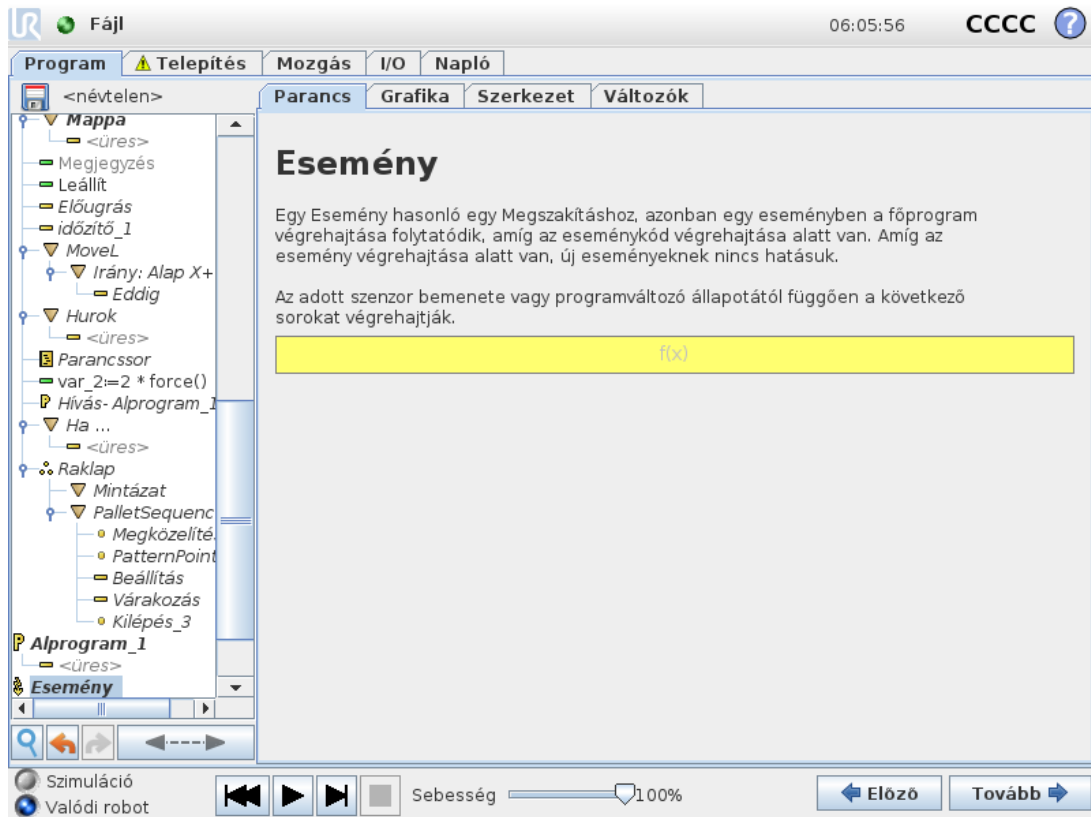 UR Fájl 06:05:56 CCCC ?
Program Telepítés Mozgás I/O Napló
<névtelen>
Parancs Grafika Szerkezet Változók
Mappa
<üres>
Megjegyzés
Leállít
Előugrás
időzítő_1
MoveL
Irány: Alap X+
Eddig
Hurok
<üres>
Parancssor
var_2:=2 * force()
Hívás- Alprogram_1
Ha ...
<üres>
Raklap
Mintázat
PalletSequenc
Megközelíté
PatternPoint
Beállítás
Várakozás
Kilépés_3
Alprogram_1
<üres>
Esemény
Esemény
Egy Esemény hasonló egy Megszakításhoz, azonban egy eseményben a főprogram
végrehajtása folytatódik, amíg az eseménykód végrehajtása alatt van. Amíg az
esemény végrehajtása alatt van, új eseményeknek nincs hatásuk.
Az adott szenzor bemenete vagy programváltozó állapotától függően a következő
sorokat végrehajtják.
f(x)
Szimuláció
Valódi robot
Sebesség 100%
Előző Tovább